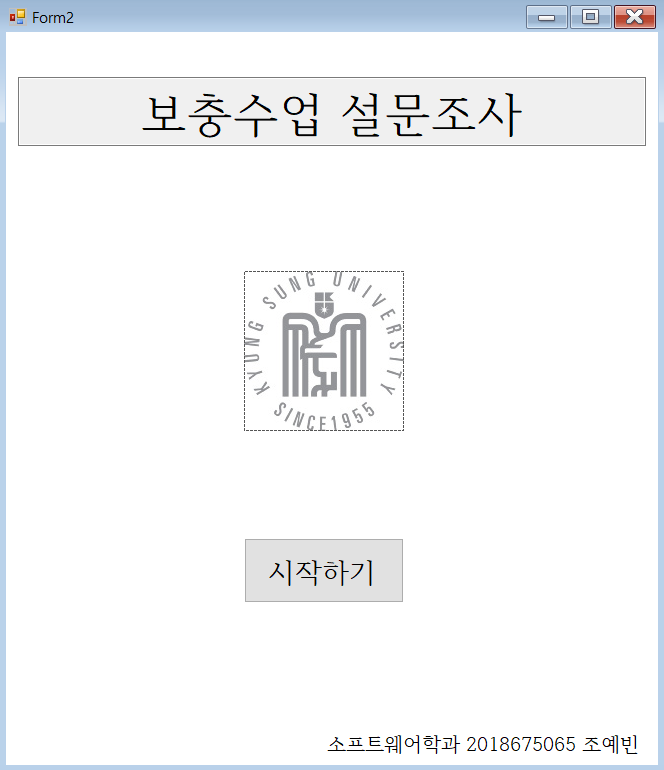 Form2
보충수업 설문조사
KYUNG SUNG UNIVERSITY
SINCE1955
시작하기
소프트웨어학과 2018675065 조예빈